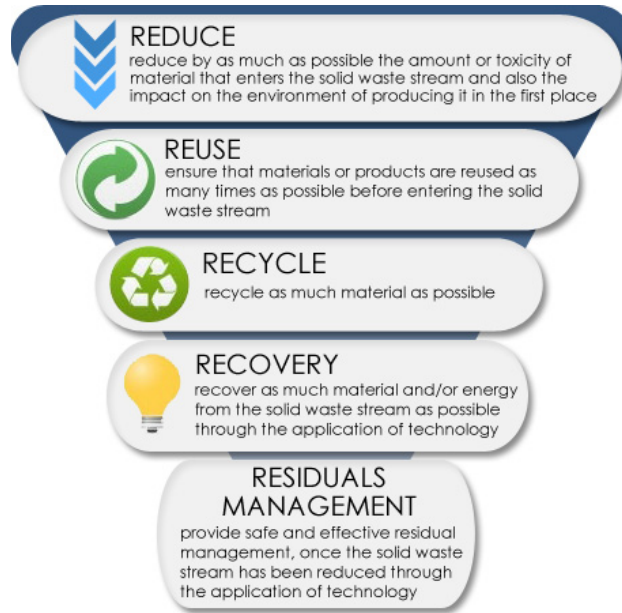 REDUCE
reduce by as much as possible the amount or toxicity of
material that enters the solid waste stream and also the
impact on the environment of producing it in the first place
REUSE
ensure that materials or products are reused as
many times as possible before entering the solid
waste stream
RECYCLE
recycle as much material as possible
RECOVERY
recover as much material and/or energy
from the solid waste stream as possible
through the application of technology
RESIDUALS
MANAGEMENT
provide safe and effective residual
management, once the solid waste
stream has been reduced through
the application of technology